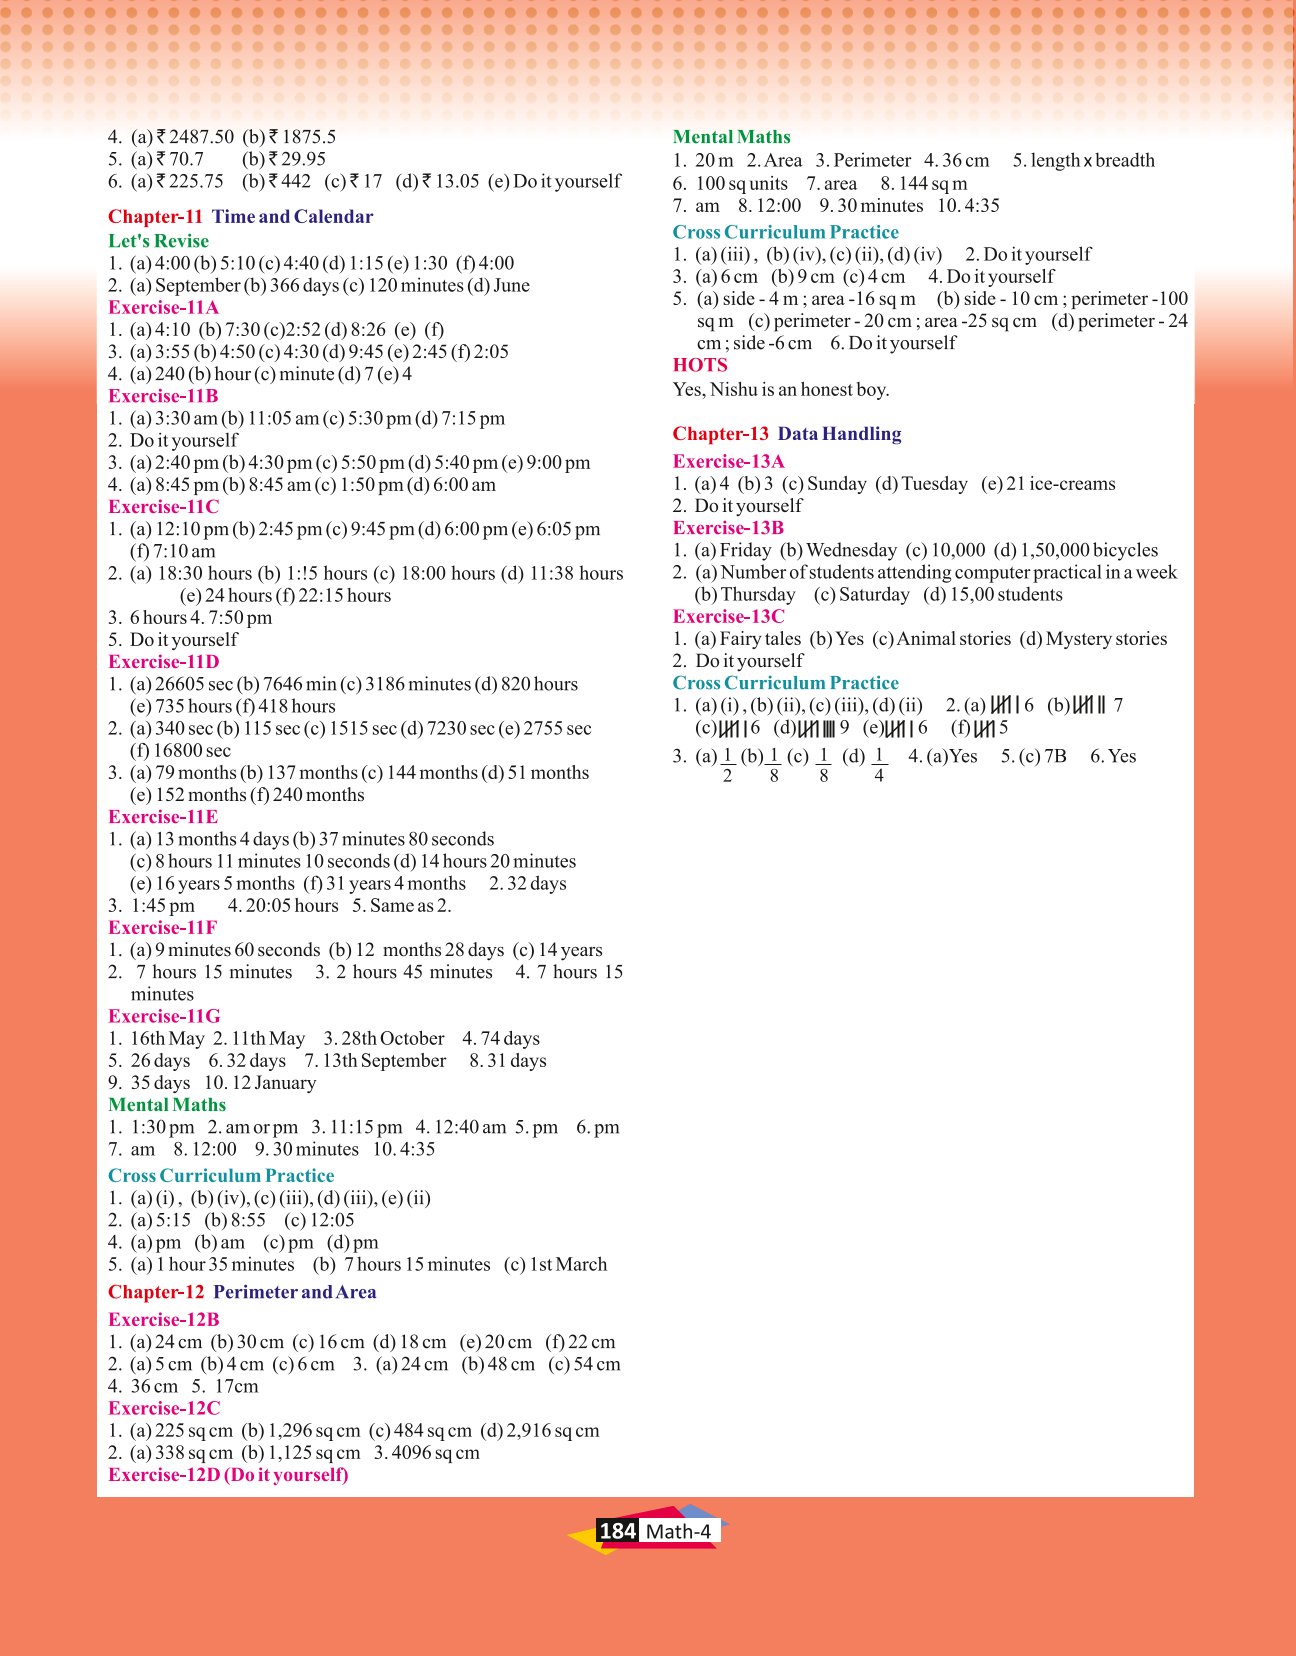 4. (a) ₹ 2487.50 (b) ₹ 1875.5
5. (a) ₹ 70.7 (b) ₹ 29.95
6. (a) ₹ 225.75 (b) ₹ 442 (c) ₹ 17 (d) ₹ 13.05 (e) Do it yourself
Chapter-11 Time and Calendar
Let's Revise
1. (a) 4:00 (b) 5:10 (c) 4:40 (d) 1:15 (e) 1:30 (f) 4:00
2. (a) September (b) 366 days (c) 120 minutes (d) June
Exercise-11A
1. (a) 4:10 (b) 7:30 (c)2:52 (d) 8:26 (e) (f)
3. (a) 3:55 (b) 4:50 (c) 4:30 (d) 9:45 (e) 2:45 (f) 2:05
4. (a) 240 (b) hour (c) minute (d) 7 (e) 4
Exercise-11B
1. (a) 3:30 am (b) 11:05 am (c) 5:30 pm (d) 7:15 pm
2. Do it yourself
3. (a) 2:40 pm (b) 4:30 pm (c) 5:50 pm (d) 5:40 pm (e) 9:00 pm
4. (a) 8:45 pm (b) 8:45 am (c) 1:50 pm (d) 6:00 am
Exercise-11C
1. (a) 12:10 pm (b) 2:45 pm (c) 9:45 pm (d) 6:00 pm (e) 6:05 pm
(f) 7:10 am
2. (a) 18:30 hours (b) 1:!5 hours (c) 18:00 hours (d) 11:38 hours
(e) 24 hours (f) 22:15 hours
3. 6 hours 4. 7:50 pm
5. Do it yourself
Exercise-11D
1. (a) 26605 sec (b) 7646 min (c) 3186 minutes (d) 820 hours
(e) 735 hours (f) 418 hours
2. (a) 340 sec (b) 115 sec (c) 1515 sec (d) 7230 sec (e) 2755 sec
(f) 16800 sec
3. (a) 79 months (b) 137 months (c) 144 months (d) 51 months
(e) 152 months (f) 240 months
Exercise-11E
1. (a) 13 months 4 days (b) 37 minutes 80 seconds
(c) 8 hours 11 minutes 10 seconds (d) 14 hours 20 minutes
(e) 16 years 5 months (f) 31 years 4 months 2. 32 days
3. 1:45 pm 4. 20:05 hours 5. Same as 2.
Exercise-11F
1. (a) 9 minutes 60 seconds (b) 12 months 28 days (c) 14 years
2. 7 hours 15 minutes 3. 2 hours 45 minutes 4. 7 hours 15
minutes
Exercise-11G
1. 16th May 2. 11th May 3. 28th October 4. 74 days
5. 26 days 6. 32 days 7. 13th September 8. 31 days
9. 35 days 10. 12 January
Mental Maths
1. 1:30 pm 2. am or pm 3. 11:15 pm 4. 12:40 am 5. pm 6. pm
7. am 8. 12:00 9. 30 minutes 10. 4:35
Cross Curriculum Practice
1. (a) (i) , (b) (iv), (c) (iii), (d) (iii), (e) (ii)
2. (a) 5:15 (b) 8:55 (c) 12:05
4. (a) pm (b) am (c) pm (d) pm
5. (a) 1 hour 35 minutes (b) 7 hours 15 minutes (c) 1st March
Chapter-12 Perimeter and Area
Exercise-12B
1. (a) 24 cm (b) 30 cm (c) 16 cm (d) 18 cm (e) 20 cm (f) 22 cm
2. (a) 5 cm (b) 4 cm (c) 6 cm 3. (a) 24 cm (b) 48 cm (c) 54 cm
4. 36 cm 5. 17cm
Exercise-12C
1. (a) 225 sq cm (b) 1,296 sq cm (c) 484 sq cm (d) 2,916 sq cm
2. (a) 338 sq cm (b) 1,125 sq cm 3. 4096 sq cm
Exercise-12D (Do it yourself)
Mental Maths
1. 20 m 2. Area 3. Perimeter 4. 36 cm 5. length x breadth
6. 100 sq units 7. area 8. 144 sq m
7. am 8. 12:00 9. 30 minutes 10. 4:35
Cross Curriculum Practice
1. (a) (iii) , (b) (iv), (c) (ii), (d) (iv) 2. Do it yourself
3. (a) 6 cm (b) 9 cm (c) 4 cm 4. Do it yourself
5. (a) side - 4 m ; area -16 sq m (b) side - 10 cm ; perimeter -100
sq m (c) perimeter - 20 cm ; area -25 sq cm (d) perimeter - 24
cm ; side -6 cm 6. Do it yourself
HOTS
Yes, Nishu is an honest boy.
Chapter-13 Data Handling
Exercise-13A
1. (a) 4 (b) 3 (c) Sunday (d) Tuesday (e) 21 ice-creams
2. Do it yourself
Exercise-13B
1. (a) Friday (b) Wednesday (c) 10,000 (d) 1,50,000 bicycles
2. (a) Number of students attending computer practical in a week
(b) Thursday (c) Saturday (d) 15,00 students
Exercise-13C
1. (a) Fairy tales (b) Yes (c) Animal stories (d) Mystery stories
2. Do it yourself
Cross Curriculum Practice
1. (a) (i) , (b) (ii), (c) (iii), (d) (ii) 2. (a) 6 (b) 7
(c) 6 (d) 9 (e) 6 (f) 5
3. (a) 1/2 (b) 1/8 (c) 1/8 (d) 1/4 4. (a)Yes 5. (c) 7B 6. Yes
184 Math-4